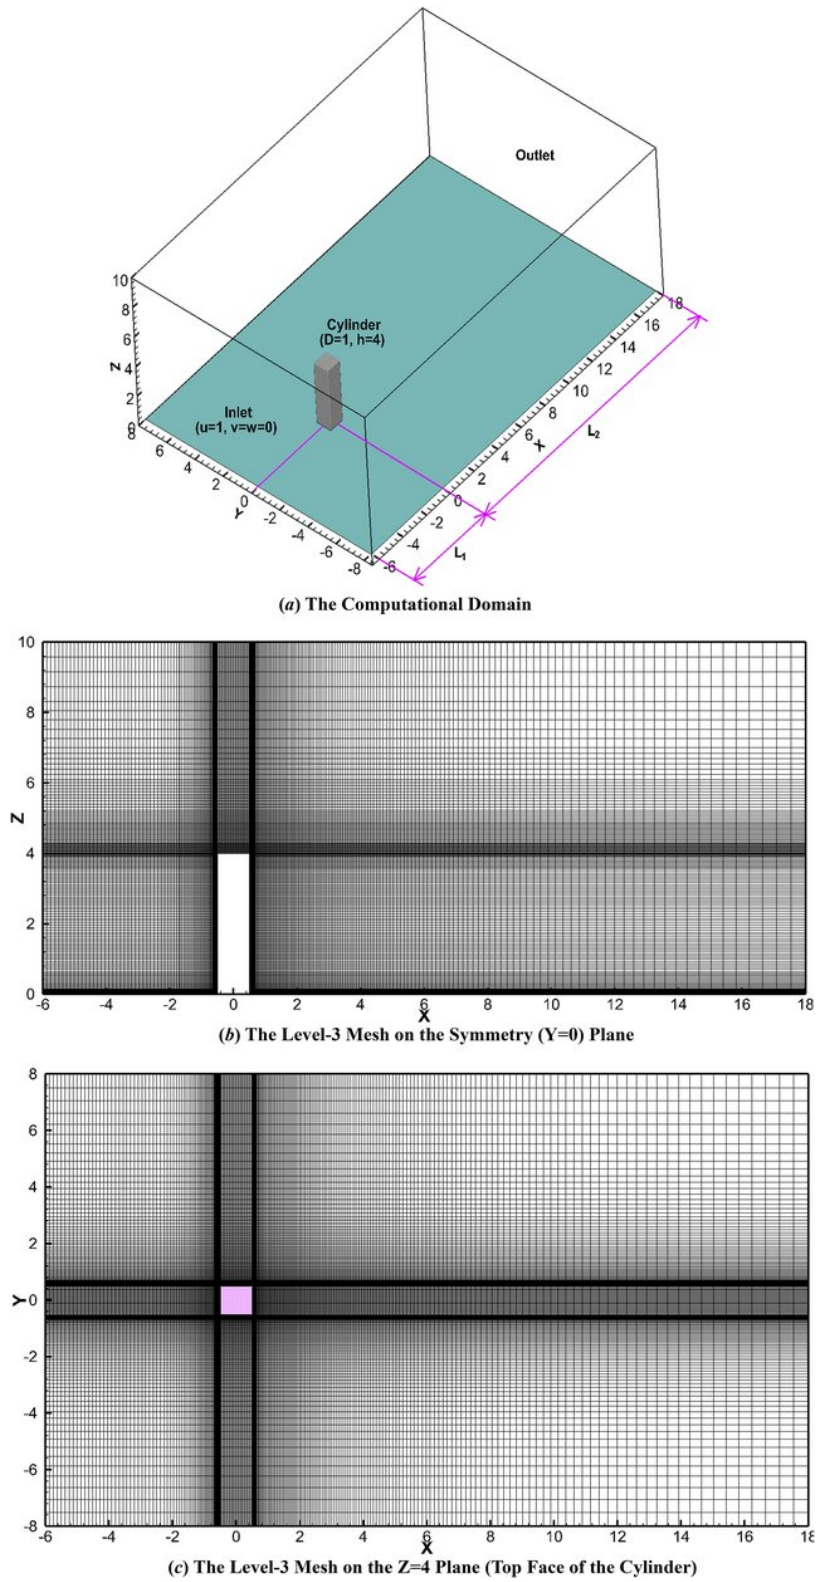 Outlet
10
8
6
4
2
0
Z
Cylinder
(D=1, h=4)
Inlet
(u=1, v=w=0)
8
6
4
2
0
-2
-4
-6
-8
Y
-6
-4
-2
0
2
4
6
8
10
12
14
16
18
X
L₁
L₂
(a) The Computational Domain
10
8
6
4
2
0
Z
-6 -4 -2 0 2 4 6 8 10 12 14 16 18
X
(b) The Level-3 Mesh on the Symmetry (Y=0) Plane
8
6
4
2
0
-2
-4
-6
-8
Y
-6 -4 -2 0 2 4 6 8 10 12 14 16 18
X
(c) The Level-3 Mesh on the Z=4 Plane (Top Face of the Cylinder)